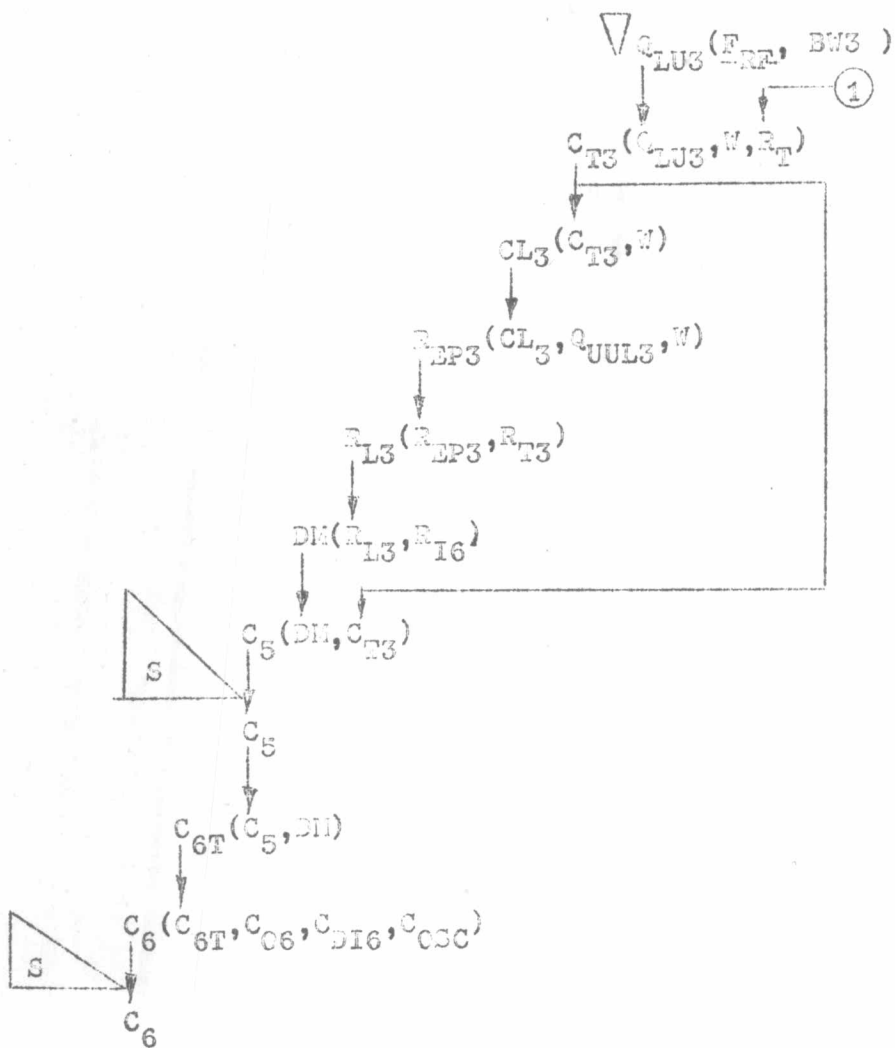 Q_LU3(F_RF, BW3 )
1
C_T3(Q_LU3,W,R_T)
CL_3(C_T3,W)
R_EP3(CL_3,Q_UUL3,W)
R_L3(R_EP3,R_T3)
DM(R_L3,R_I6)
C_5(DM,C_T3)
S
C_5
C_6T(C_5,DM)
C_6(C_6T,C_O6,C_DI6,C_OSC)
S
C_6